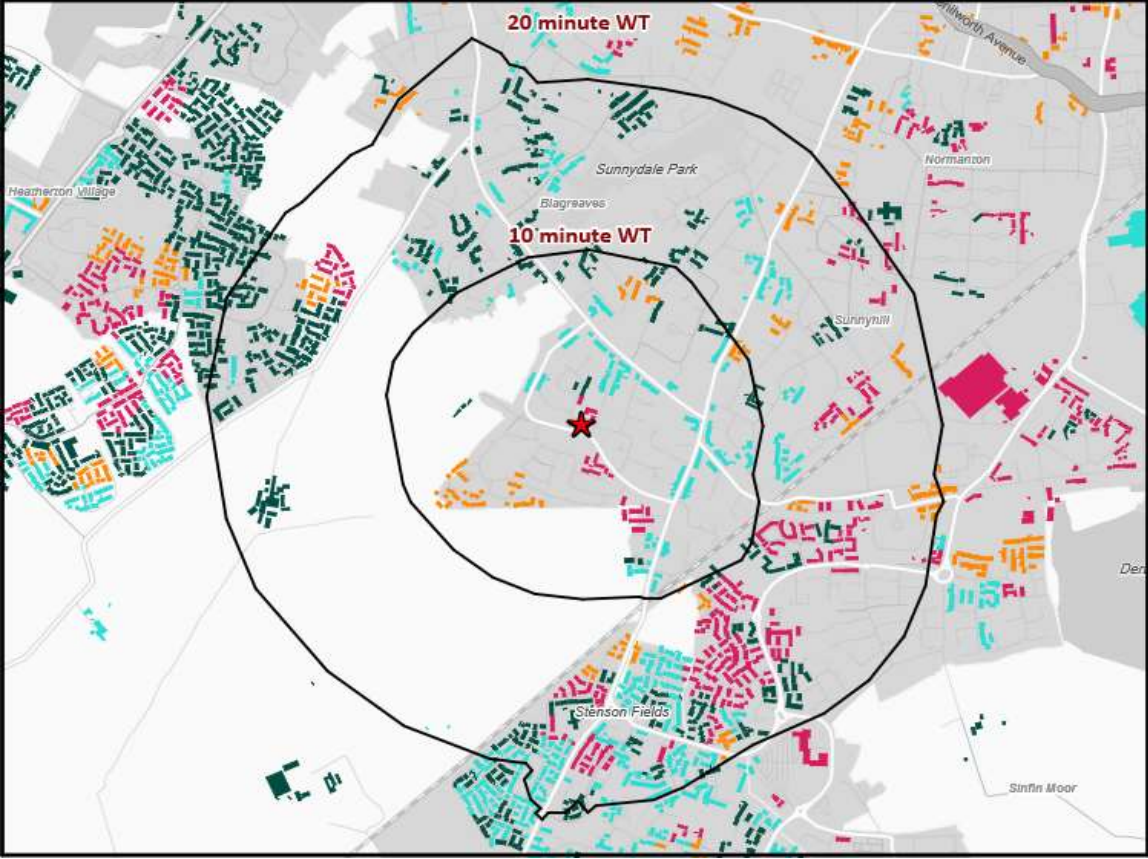 20 minute WT
Kenilworth Avenue
Normanton
Sunnydale Park
Heatherton Village
Blagreaves
10 minute WT
Sunnyhill
Stenson Fields
Sinfin Moor